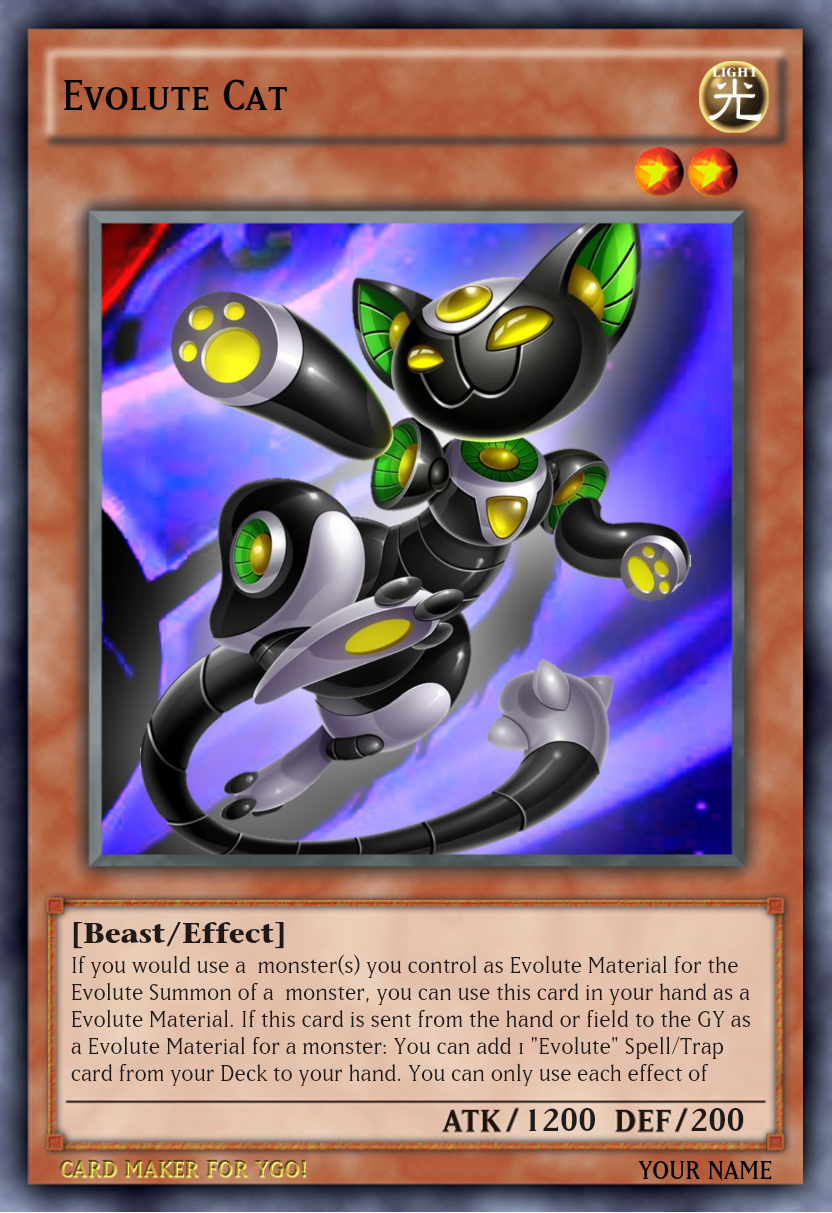 Evolute Cat
LIGHT
光
[Beast/Effect]
If you would use a  monster(s) you control as Evolute Material for the
Evolute Summon of a  monster, you can use this card in your hand as a
Evolute Material. If this card is sent from the hand or field to the GY as
a Evolute Material for a monster: You can add 1 "Evolute" Spell/Trap
card from your Deck to your hand. You can only use each effect of
ATK/1200 DEF/200
CARD MAKER FOR YGO!
YOUR NAME